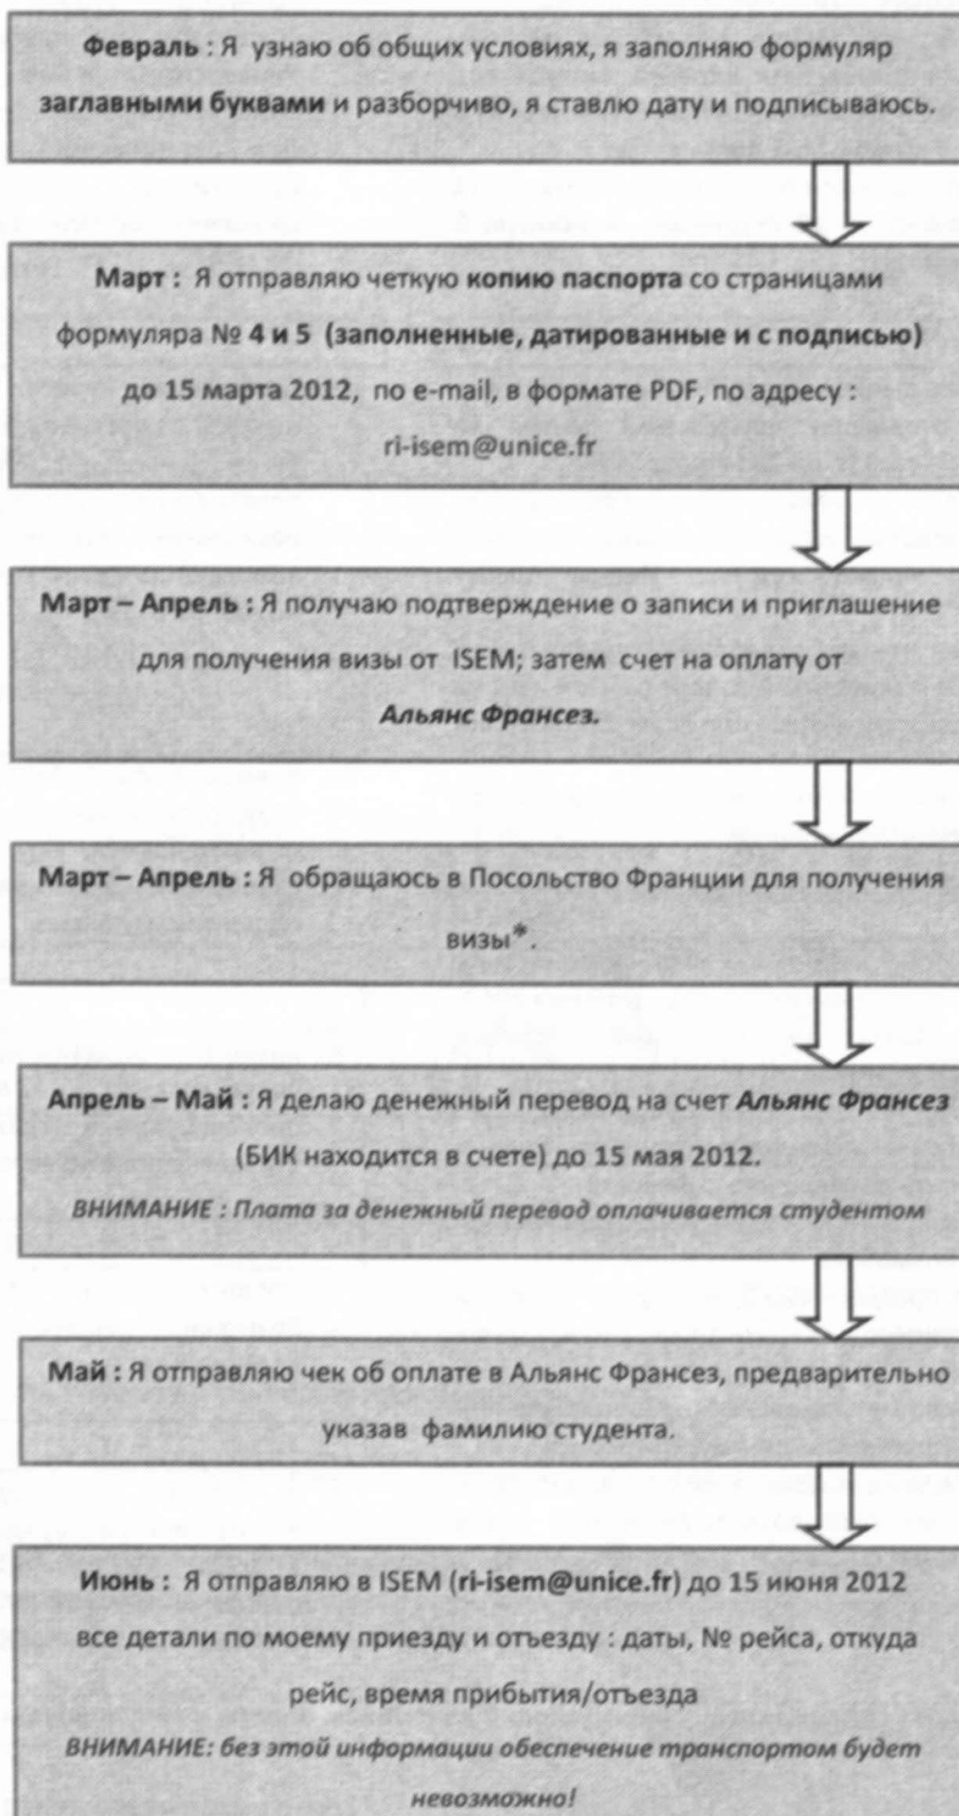 Февраль : Я узнаю об общих условиях, я заполняю формуляр
заглавными буквами и разборчиво, я ставлю дату и подписываюсь.
Март : Я отправляю четкую копию паспорта со страницами
формуляра № 4 и 5 (заполненные, датированные и с подписью)
до 15 марта 2012, по e-mail, в формате PDF, по адресу :
ri-isem@unice.fr
Март – Апрель : Я получаю подтверждение о записи и приглашение
для получения визы от ISEM; затем счет на оплату от
Альянс Франсез.
Март – Апрель : Я обращаюсь в Посольство Франции для получения
визы*.
Апрель – Май : Я делаю денежный перевод на счет Альянс Франсез
(БИК находится в счете) до 15 мая 2012.
ВНИМАНИЕ : Плата за денежный перевод оплачивается студентом
Май : Я отправляю чек об оплате в Альянс Франсез, предварительно
указав фамилию студента.
Июнь : Я отправляю в ISEM (ri-isem@unice.fr) до 15 июня 2012
все детали по моему приезду и отъезду : даты, № рейса, откуда
рейс, время прибытия/отъезда
ВНИМАНИЕ: без этой информации обеспечение транспортом будет
невозможно!